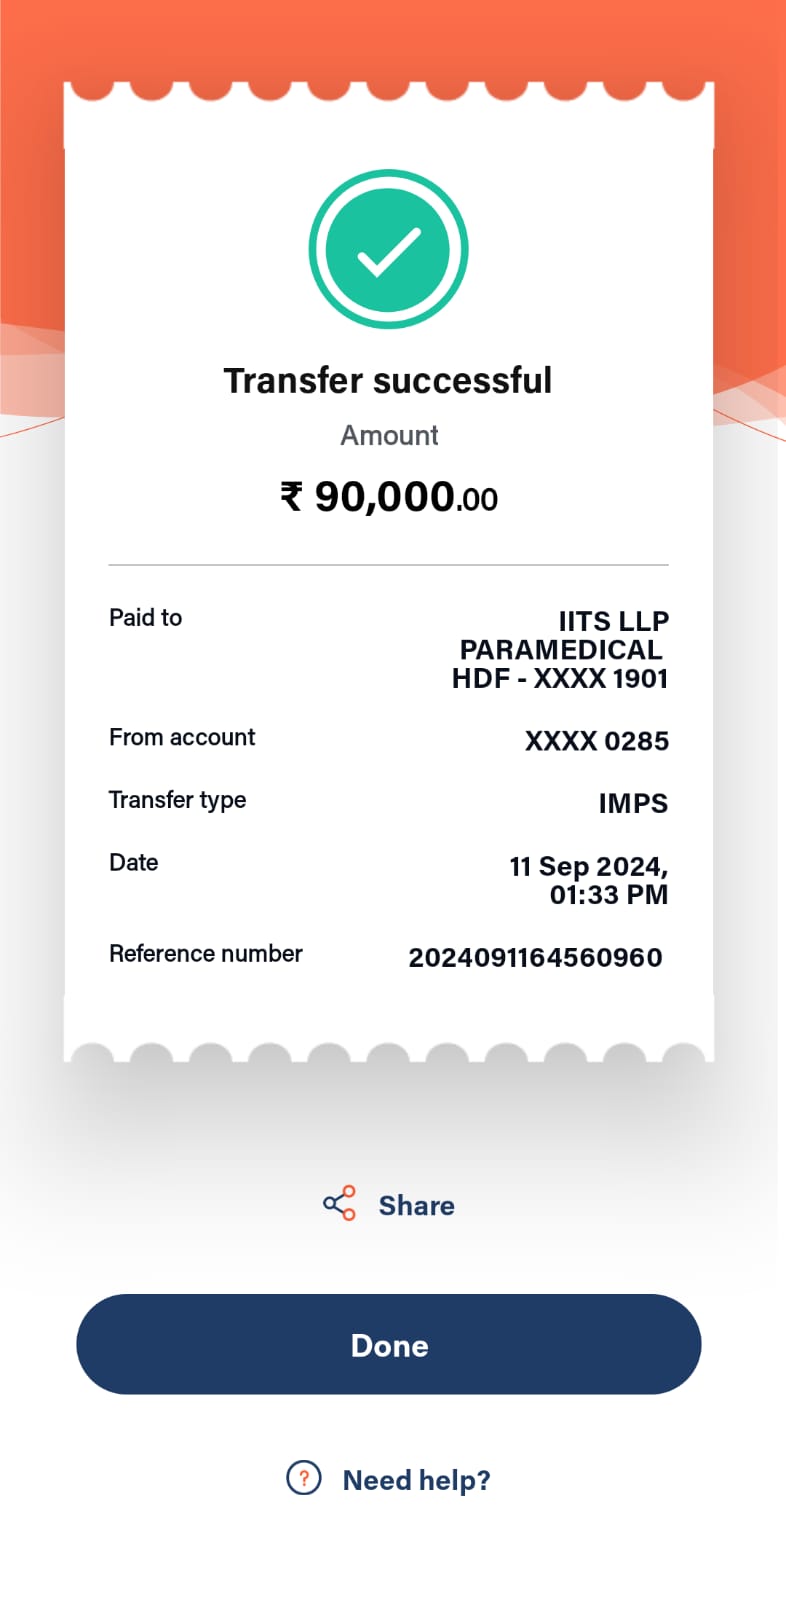 Transfer successful
Amount
₹ 90,000.00
Paid to
IITS LLP
PARAMEDICAL
HDF - XXXX 1901
From account
XXXX 0285
Transfer type
IMPS
Date
11 Sep 2024,
01:33 PM
Reference number
2024091164560960
Share
Done
? Need help?